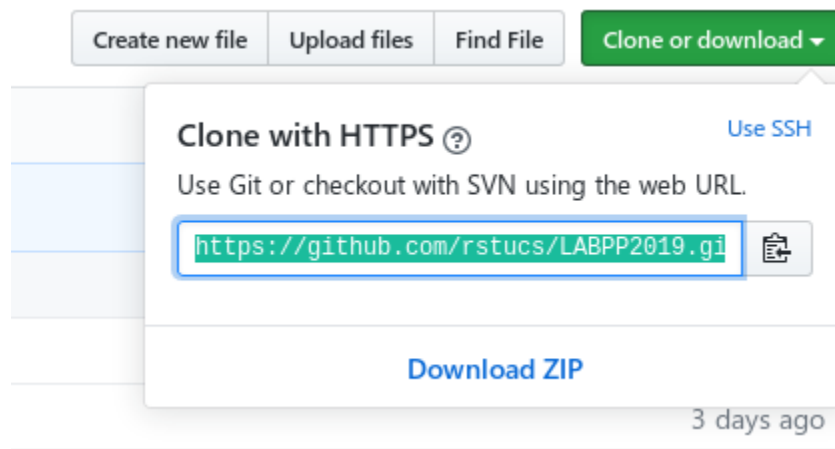 Create new file Upload files Find File Clone or download
Clone with HTTPS ?
Use SSH
Use Git or checkout with SVN using the web URL.
https://github.com/rstucs/LABPP2019.gi
Download ZIP
3 days ago